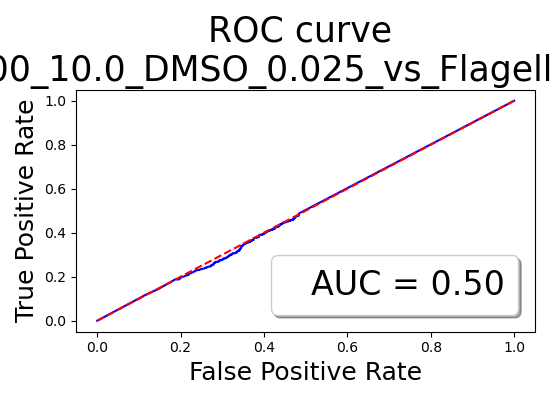 ROC curve
00_10.0_DMSO_0.025_vs_Flagell
True Positive Rate
1.0
0.8
0.6
0.4
0.2
0.0
AUC = 0.50
0.0 0.2 0.4 0.6 0.8 1.0
False Positive Rate